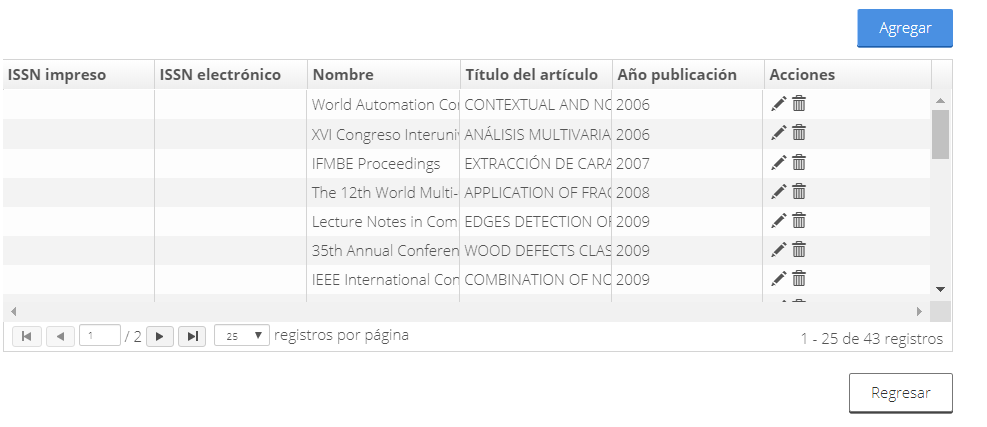 Agregar
ISSN impreso ISSN electrónico Nombre Título del artículo Año publicación Acciones
World Automation Co CONTEXTUAL AND NO 2006
XVI Congreso Interuni ANÁLISIS MULTIVARIA 2006
IFMBE Proceedings EXTRACCIÓN DE CARA 2007
The 12th World Multi- APPLICATION OF FRAC 2008
Lecture Notes in Com EDGES DETECTION OF 2009
35th Annual Conferen WOOD DEFECTS CLAS 2009
IEEE International Con COMBINATION OF NO 2009
1 / 2 25 registros por página 1 - 25 de 43 registros
Regresar